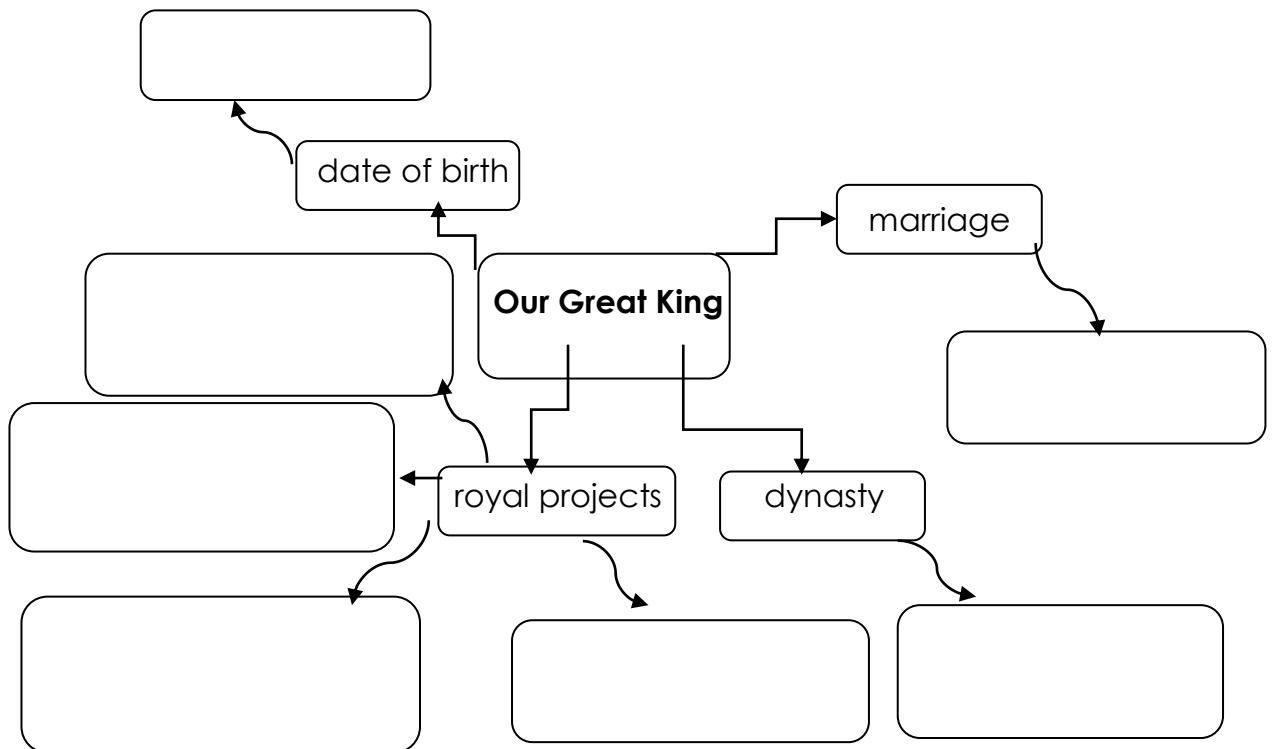 date of birth
marriage
Our Great King
royal projects
dynasty